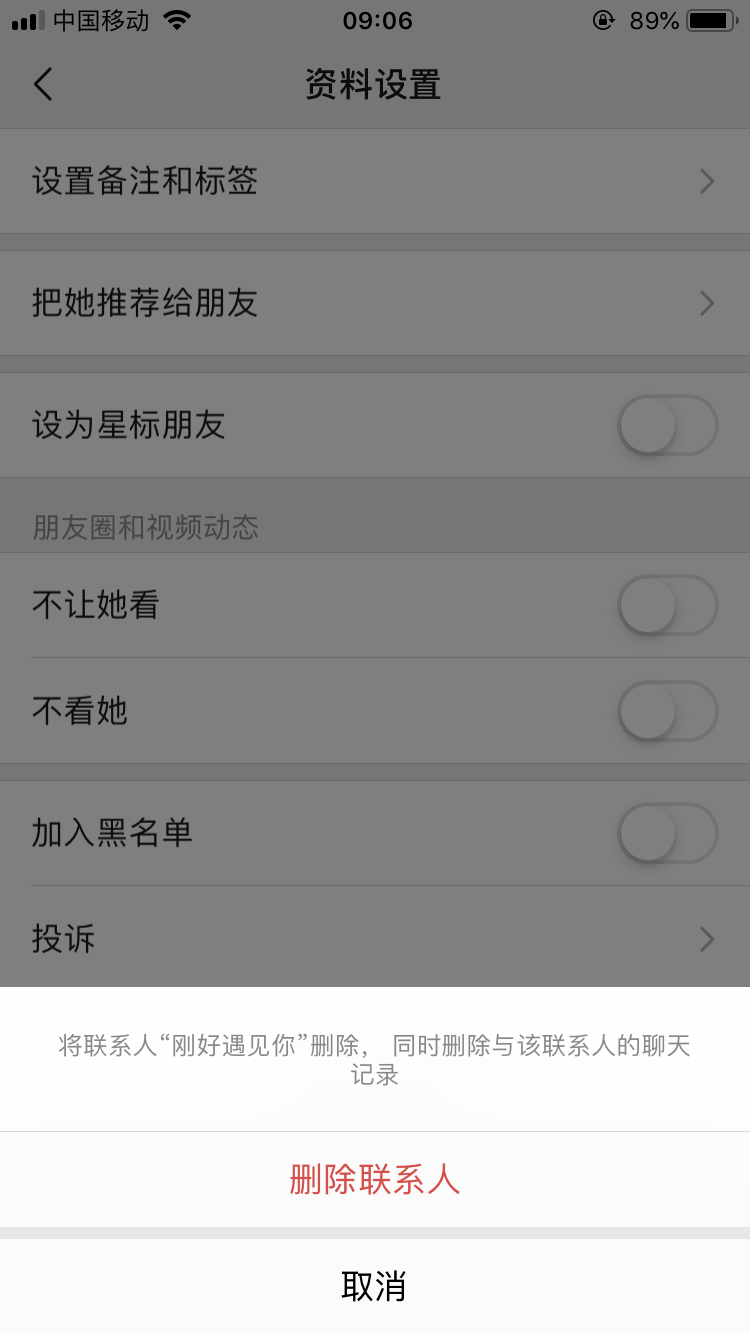 中国移动 09:06 89%
资料设置
设置备注和标签
把她推荐给朋友
设为星标朋友
朋友圈和视频动态
不让她看
不看她
加入黑名单
投诉
将联系人“刚好遇见你”删除， 同时删除与该联系人的聊天
记录
删除联系人
取消